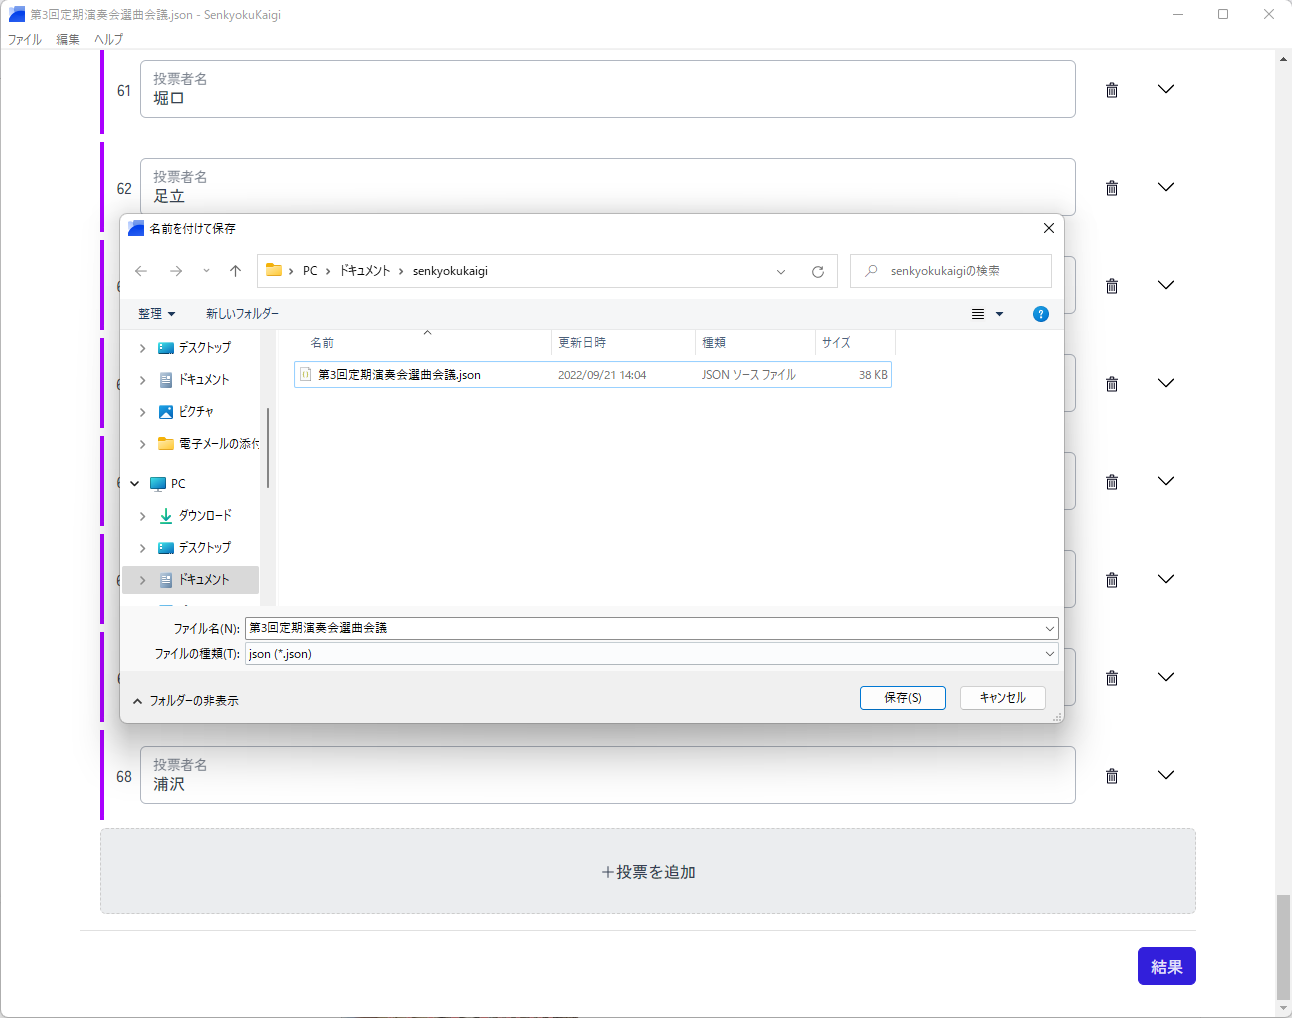 第3回定期演奏会選曲会議.json - SenkyokuKaigi
ファイル 編集 ヘルプ
61
投票者名
堀口
62
投票者名
足立
名前を付けて保存
PC › ドキュメント › senkyokukaigi
senkyokukaigiの検索
整理 新しいフォルダー
名前 更新日時 種類 サイズ
第3回定期演奏会選曲会議.json 2022/09/21 14:04 JSON ソース ファイル 38 KB
デスクトップ
ドキュメント
ピクチャ
電子メールの添付
PC
ダウンロード
デスクトップ
ドキュメント
ファイル名(N): 第3回定期演奏会選曲会議
ファイルの種類(T): json (*.json)
フォルダーの非表示 保存(S) キャンセル
68
投票者名
浦沢
＋投票を追加
結果